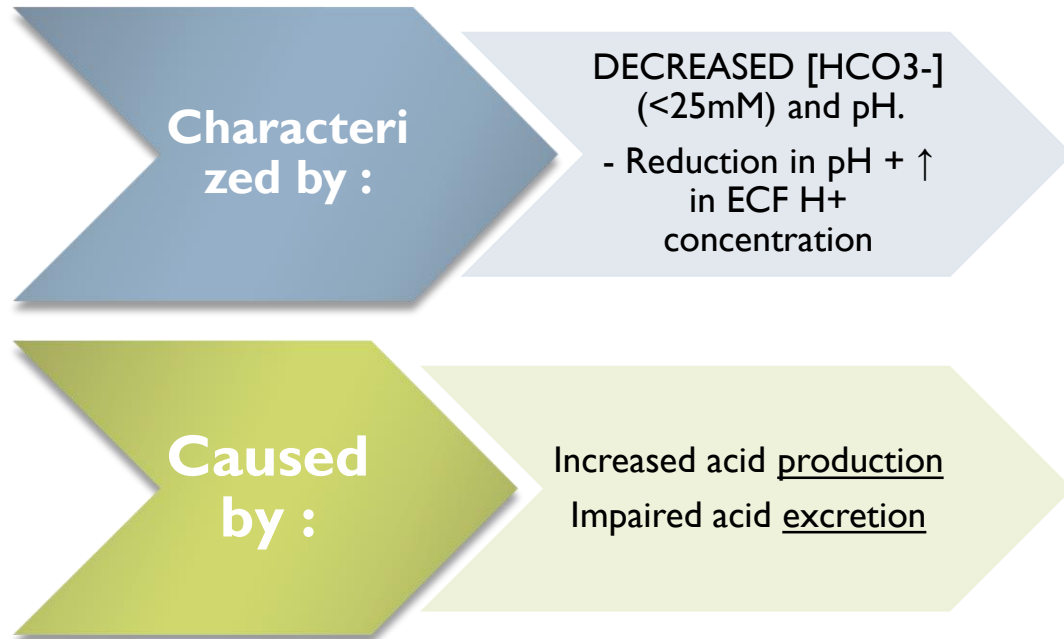 Characteri
zed by :
DECREASED [HCO3-]
(<25mM) and pH.
- Reduction in pH + ↑
in ECF H+
concentration
Caused
by :
Increased acid production
Impaired acid excretion